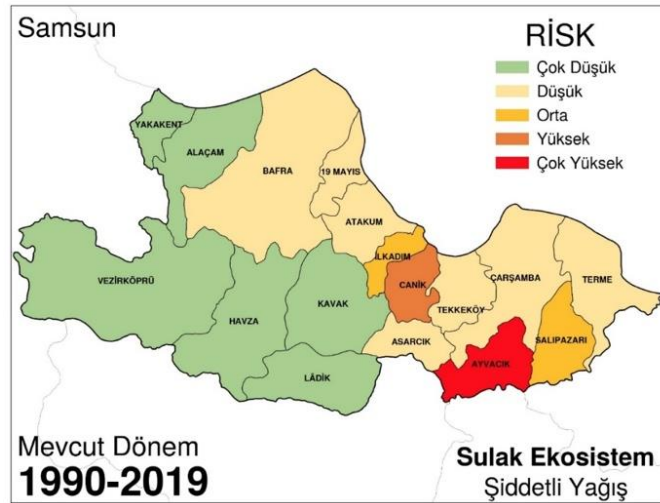 Samsun
RİSK
Çok Düşük
Düşük
Orta
Yüksek
Çok Yüksek
YAKAKENT
ALAÇAM
BAFRA
19 MAYIS
ATAKUM
İLKADIM
CANİK
VEZİRKÖPRÜ
HAVZA
KAVAK
LÂDİK
ASARCIK
TEKKEKÖY
ÇARŞAMBA
TERME
SALIPAZARI
AYVACIK
Mevcut Dönem
1990-2019
Sulak Ekosistem
Şiddetli Yağış